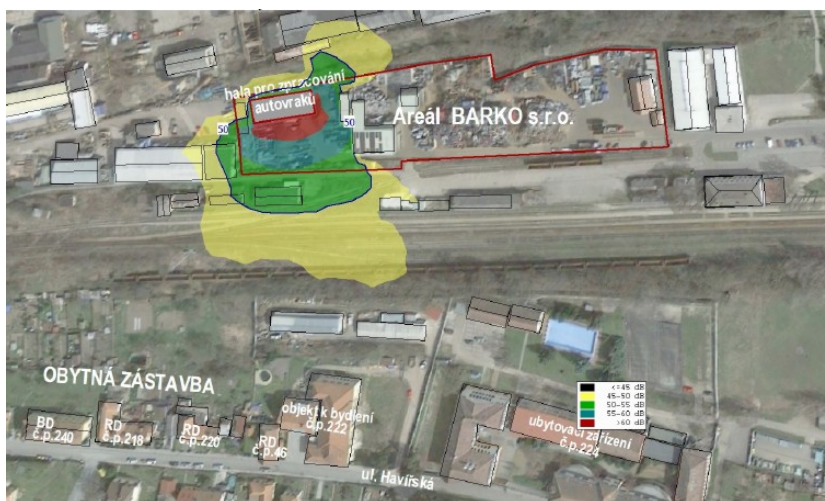 hala pro zpracování
autovraků
50
50
Areál BARKO s.r.o.
OBYTNÁ ZÁSTAVBA
BD
č.p.240
RD
č.p.218
RD
č.p.220
RD
č.p.46
objekt k bydlení
č.p.222
ul. Havířská
ubytovací zařízení
č.p.224
<=45 dB
45-50 dB
50-55 dB
55-60 dB
>60 dB